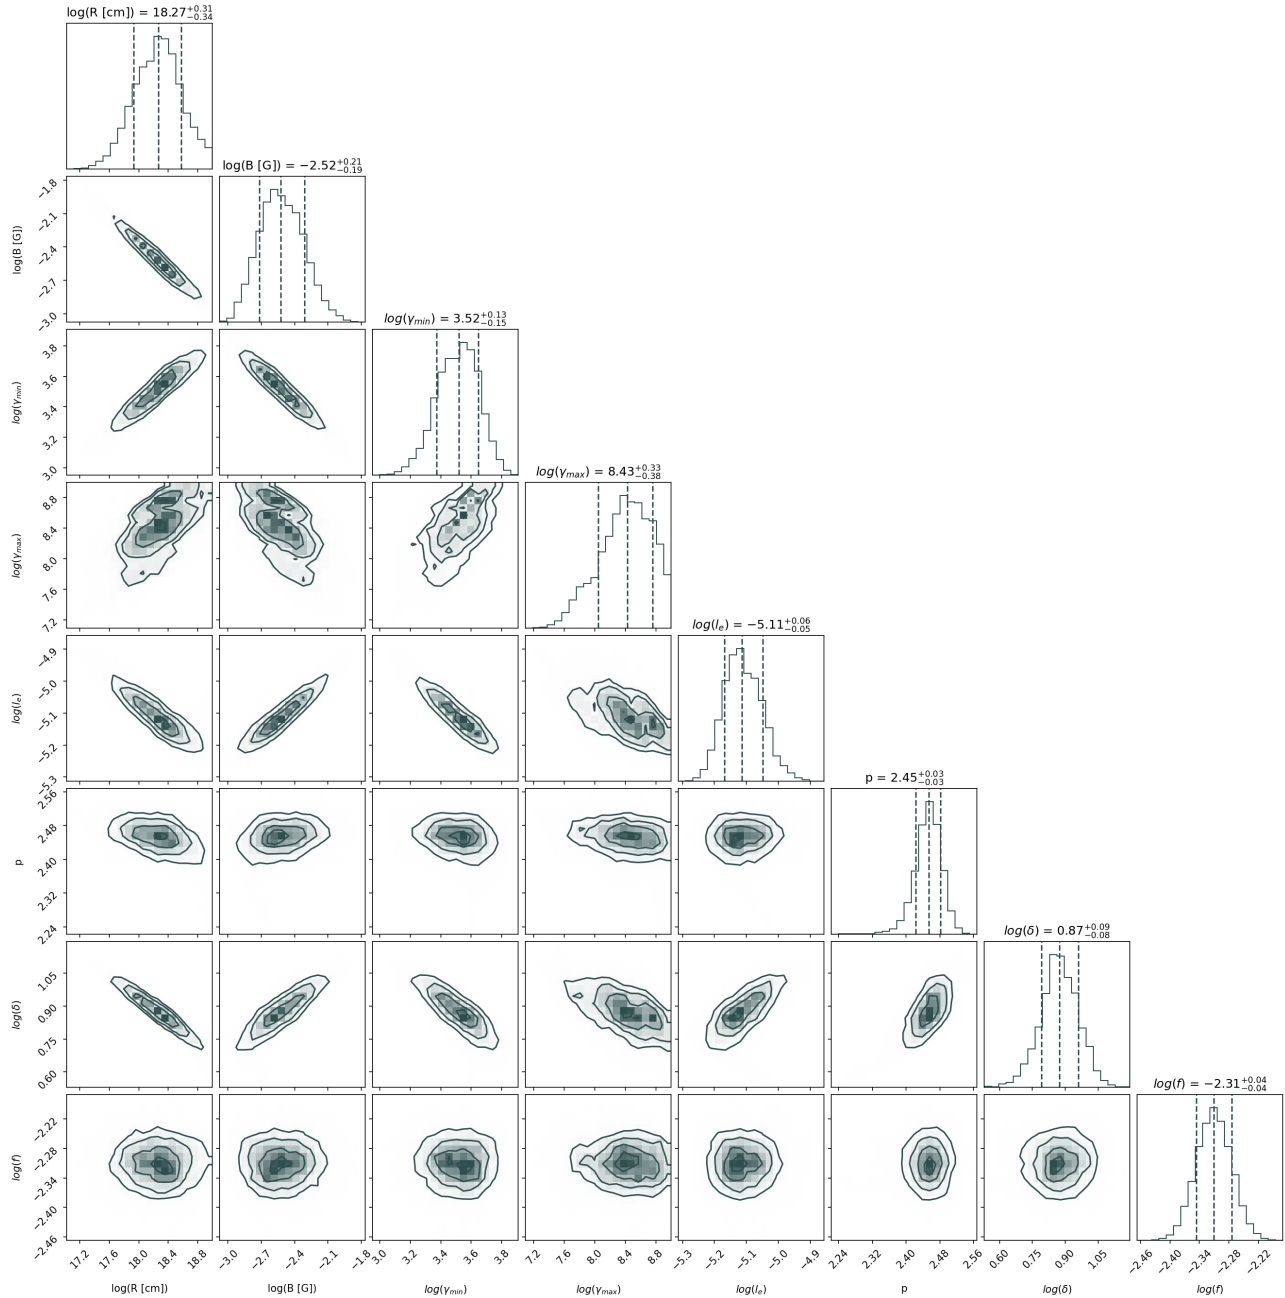 log(R [cm]) = 18.27+0.31−0.34
log(B [G]) = −2.52+0.21−0.19
−1.8
−2.1
−2.4
−2.7
−3.0
log(B [G])
log(γmin) = 3.52+0.13−0.15
3.8
3.6
3.4
3.2
3.0
log(γmin)
log(γmax) = 8.43+0.33−0.38
8.8
8.4
8.0
7.6
7.2
log(γmax)
log(le) = −5.11+0.06−0.05
−4.9
−5.0
−5.1
−5.2
−5.3
log(le)
p = 2.45+0.03−0.03
2.56
2.48
2.40
2.32
2.24
p
log(δ) = 0.87+0.09−0.08
1.05
0.90
0.75
0.60
log(δ)
log(f) = −2.31+0.04−0.04
−2.22
−2.28
−2.34
−2.40
−2.46
log(f)
17.2 17.6 18.0 18.4 18.8 −3.0 −2.7 −2.4 −2.1 −1.8 3.0 3.2 3.4 3.6 3.8 7.2 7.6 8.0 8.4 8.8 −5.3 −5.2 −5.1 −5.0 −4.9 2.24 2.32 2.40 2.48 2.56 0.60 0.75 0.90 1.05 −2.46 −2.40 −2.34 −2.28 −2.22
log(R [cm]) log(B [G]) log(γmin) log(γmax) log(le) p log(δ) log(f)